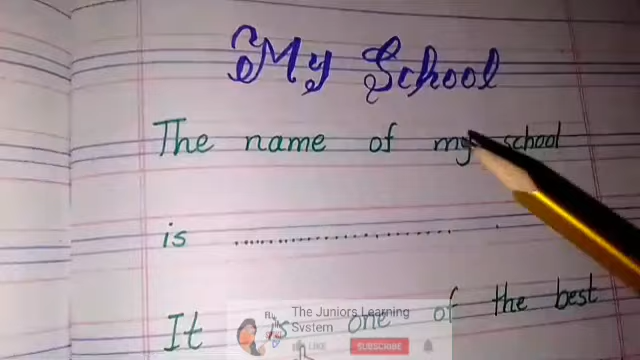 My School
The name of my school
is ..............................
It is one of the best
The Juniors Learning
System
LIKE SUBSCRIBE